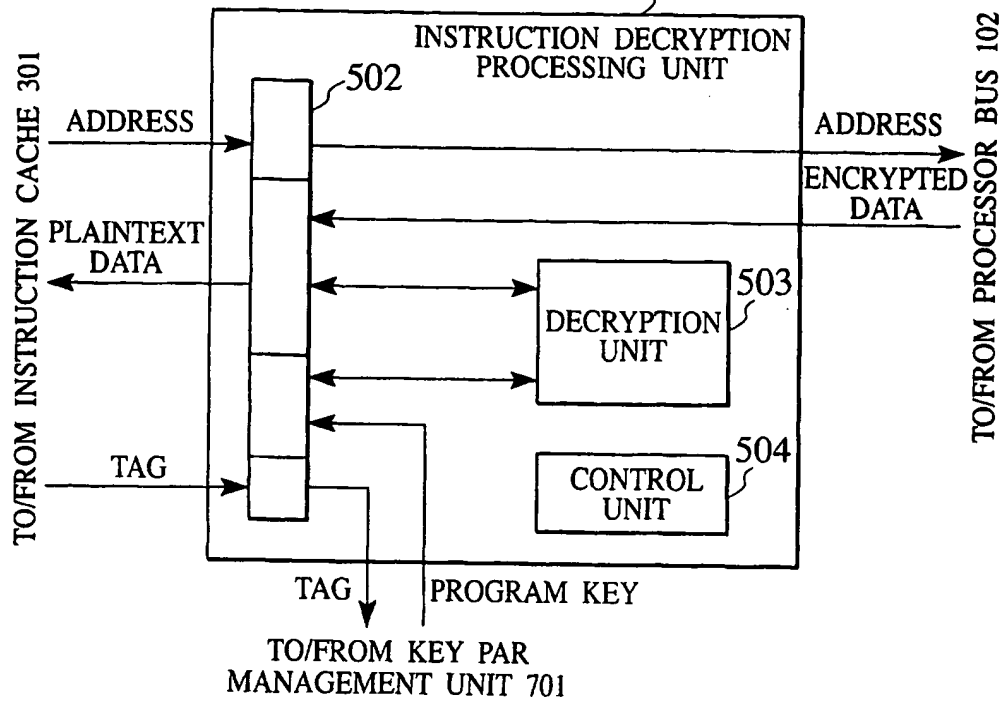 INSTRUCTION DECRYPTION
PROCESSING UNIT
502
ADDRESS
ADDRESS
ENCRYPTED
DATA
PLAINTEXT
DATA
503
DECRYPTION
UNIT
504
CONTROL
UNIT
TAG
TAG
PROGRAM KEY
TO/FROM KEY PAR
MANAGEMENT UNIT 701
TO/FROM INSTRUCTION CACHE 301
TO/FROM PROCESSOR BUS 102